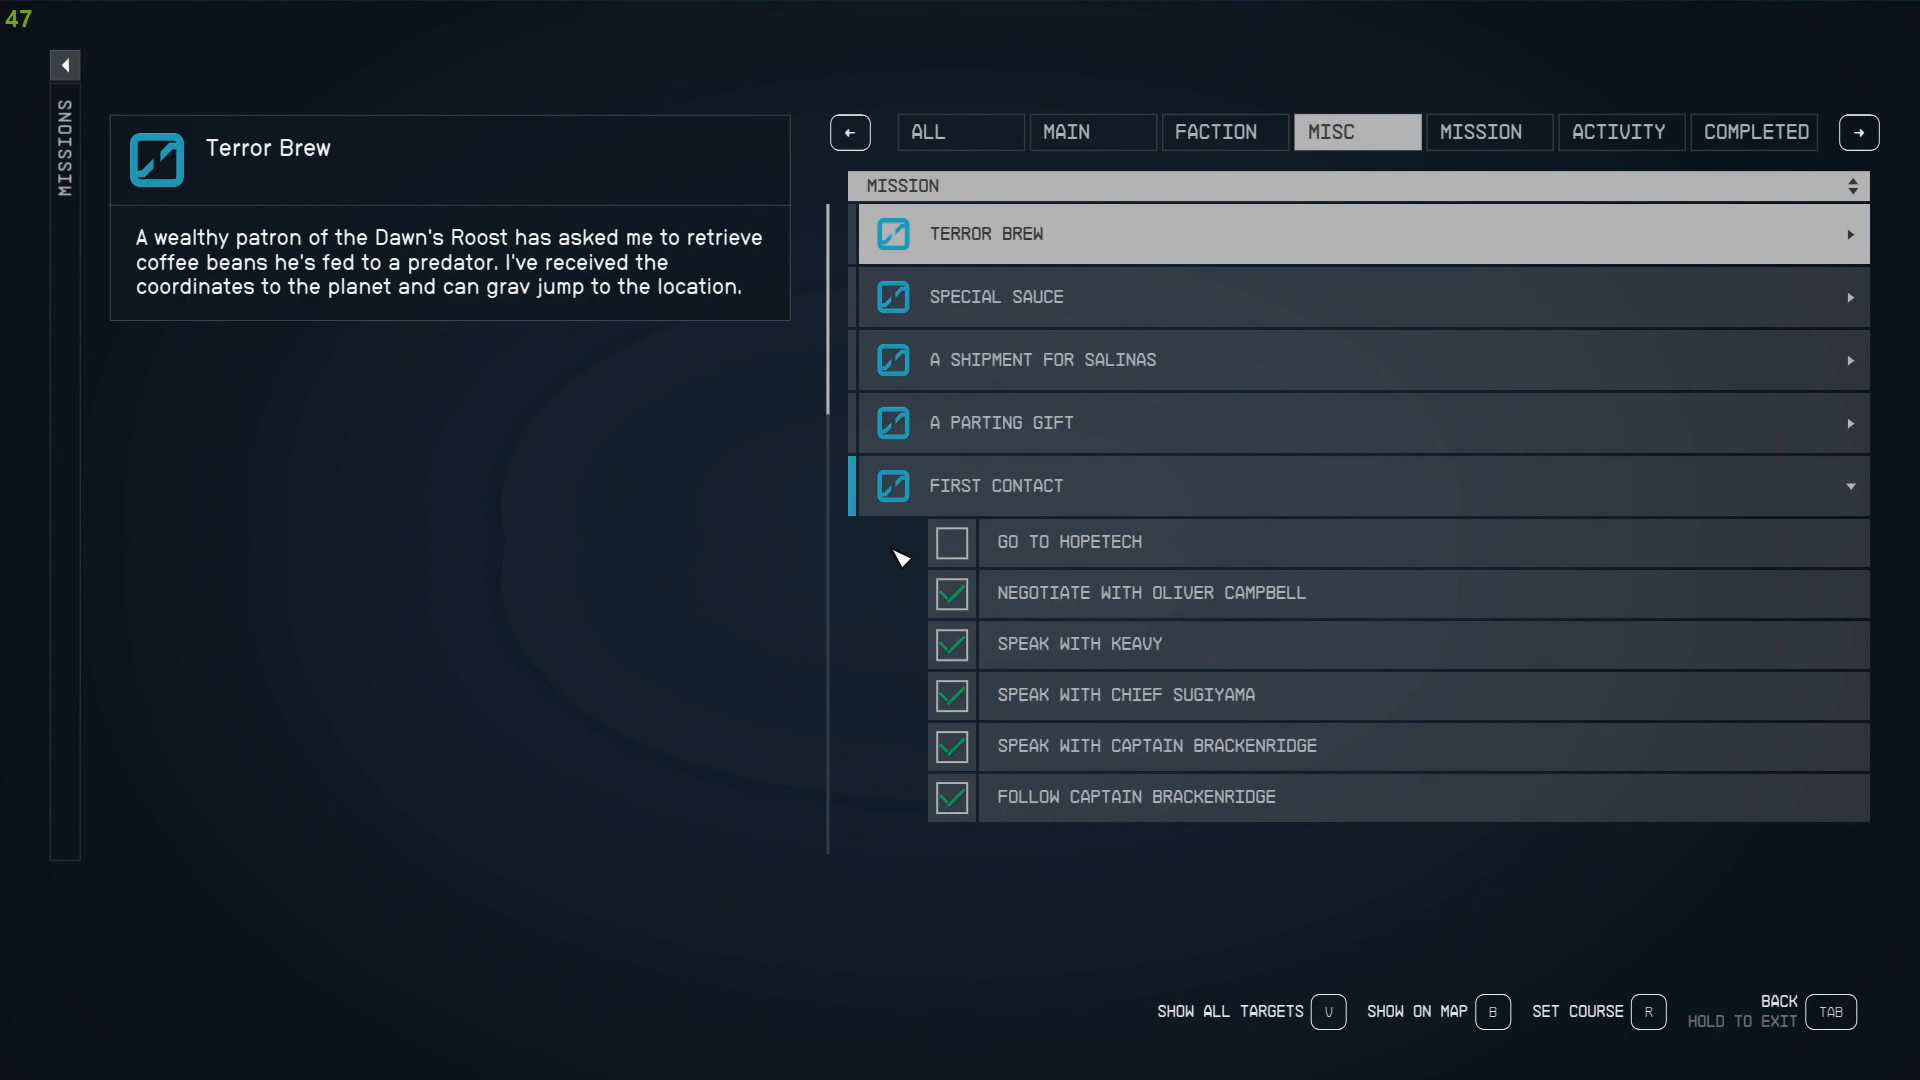 47
MISSIONS
Terror Brew
A wealthy patron of the Dawn's Roost has asked me to retrieve
coffee beans he's fed to a predator. I've received the
coordinates to the planet and can grav jump to the location.
ALL MAIN FACTION MISC MISSION ACTIVITY COMPLETED
MISSION
TERROR BREW
SPECIAL SAUCE
A SHIPMENT FOR SALINAS
A PARTING GIFT
FIRST CONTACT
GO TO HOPETECH
NEGOTIATE WITH OLIVER CAMPBELL
SPEAK WITH KEAVY
SPEAK WITH CHIEF SUGIYAMA
SPEAK WITH CAPTAIN BRACKENRIDGE
FOLLOW CAPTAIN BRACKENRIDGE
SHOW ALL TARGETS V SHOW ON MAP B SET COURSE R BACK TAB
HOLD TO EXIT